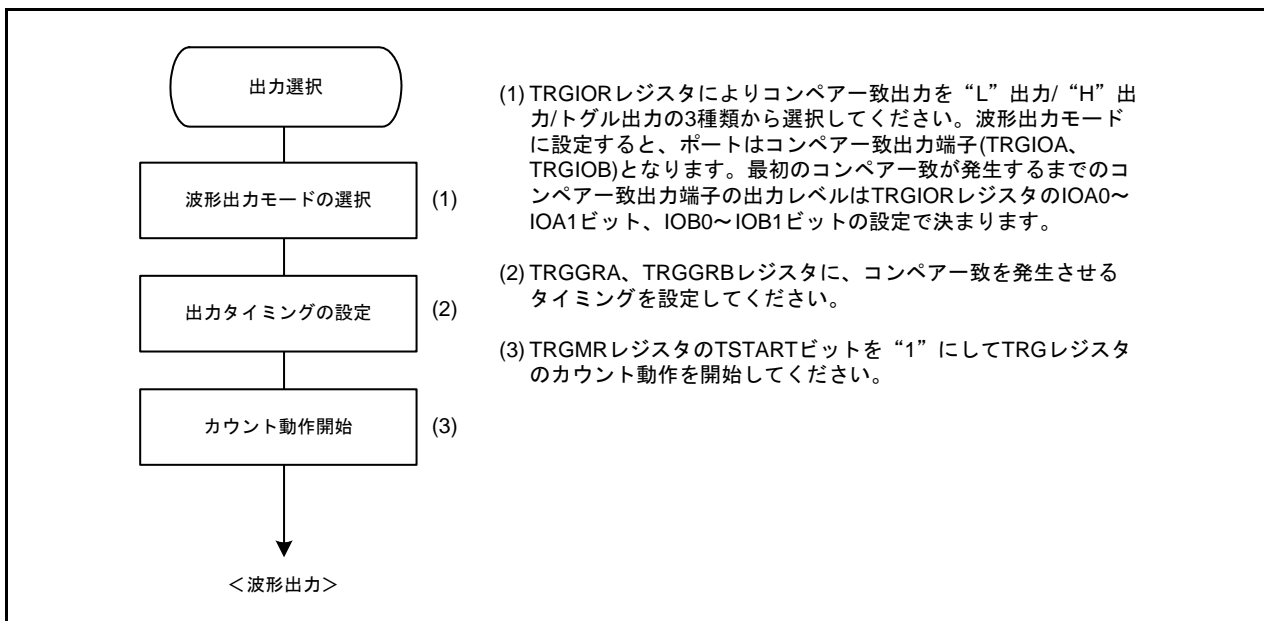 出力選択
波形出力モードの選択
(1)
出力タイミングの設定
(2)
カウント動作開始
(3)
＜波形出力＞
(1) TRGIORレジスタによりコンペアー致出力を“L”出力/“H”出
力/トグル出力の3種類から選択してください。波形出力モード
に設定すると、ポートはコンペアー致出力端子(TRGIOA、
TRGIOB)となります。最初のコンペアー致が発生するまでのコ
ンペアー致出力端子の出力レベルはTRGIORレジスタのIOA0～
IOA1ビット、IOB0～IOB1ビットの設定で決まります。
(2) TRGGRA、TRGGRBレジスタに、コンペアー致を発生させる
タイミングを設定してください。
(3) TRGMRレジスタのTSTARTビットを“1”にしてTRGレジスタ
のカウント動作を開始してください。